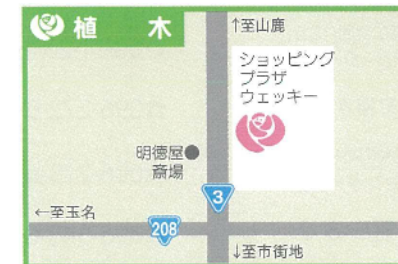 植木
↑至山鹿
ショッピング
プラザ
ウェッキー
明德屋●
斎場
3
←至玉名
208
↓至市街地